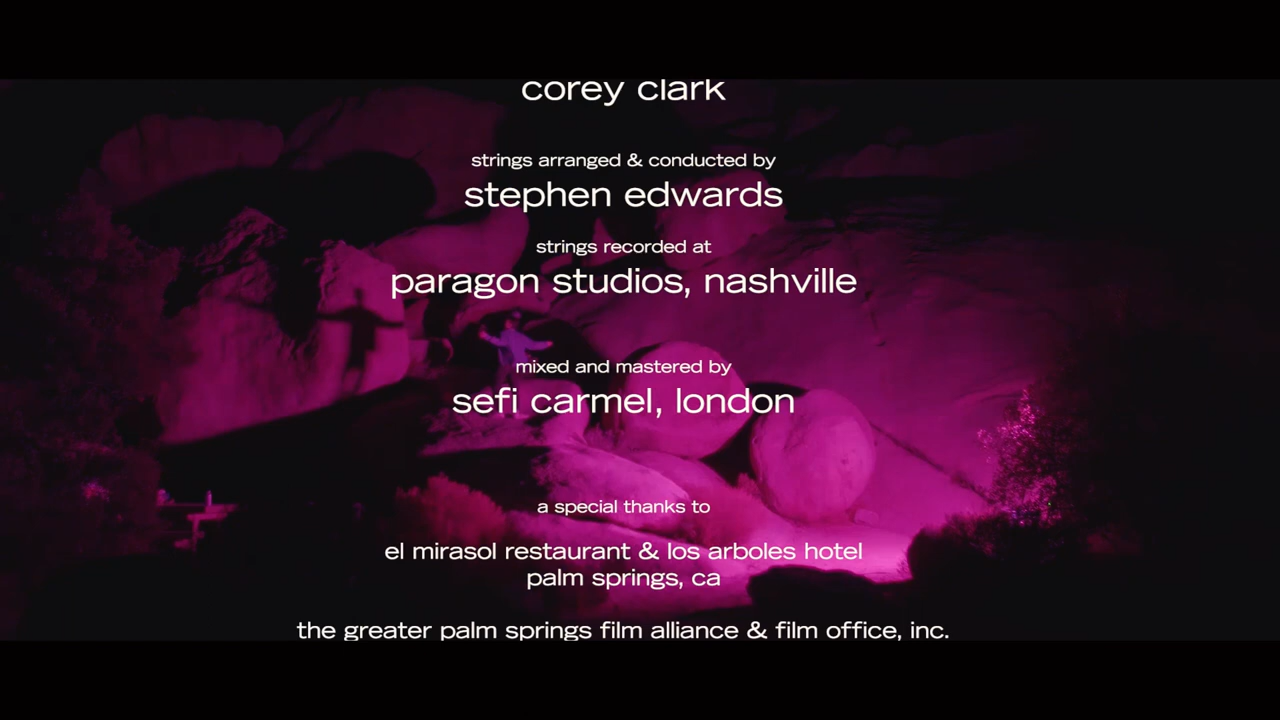 corey clark
strings arranged & conducted by
stephen edwards
strings recorded at
paragon studios, nashville
mixed and mastered by
sefi carmel, london
a special thanks to
el mirasol restaurant & los arboles hotel
palm springs, ca
the greater palm springs film alliance & film office, inc.